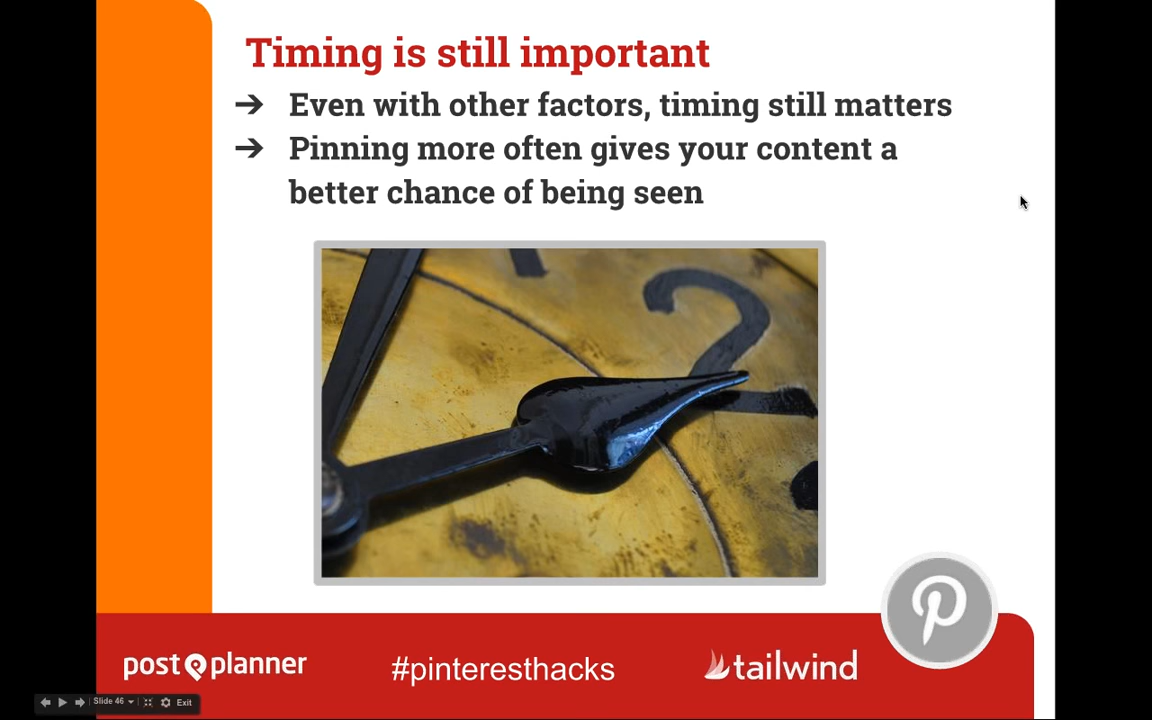 Timing is still important
➔ Even with other factors, timing still matters
➔ Pinning more often gives your content a
better chance of being seen
2
post planner
#pinteresthacks
tailwind
Slide 46
Exit